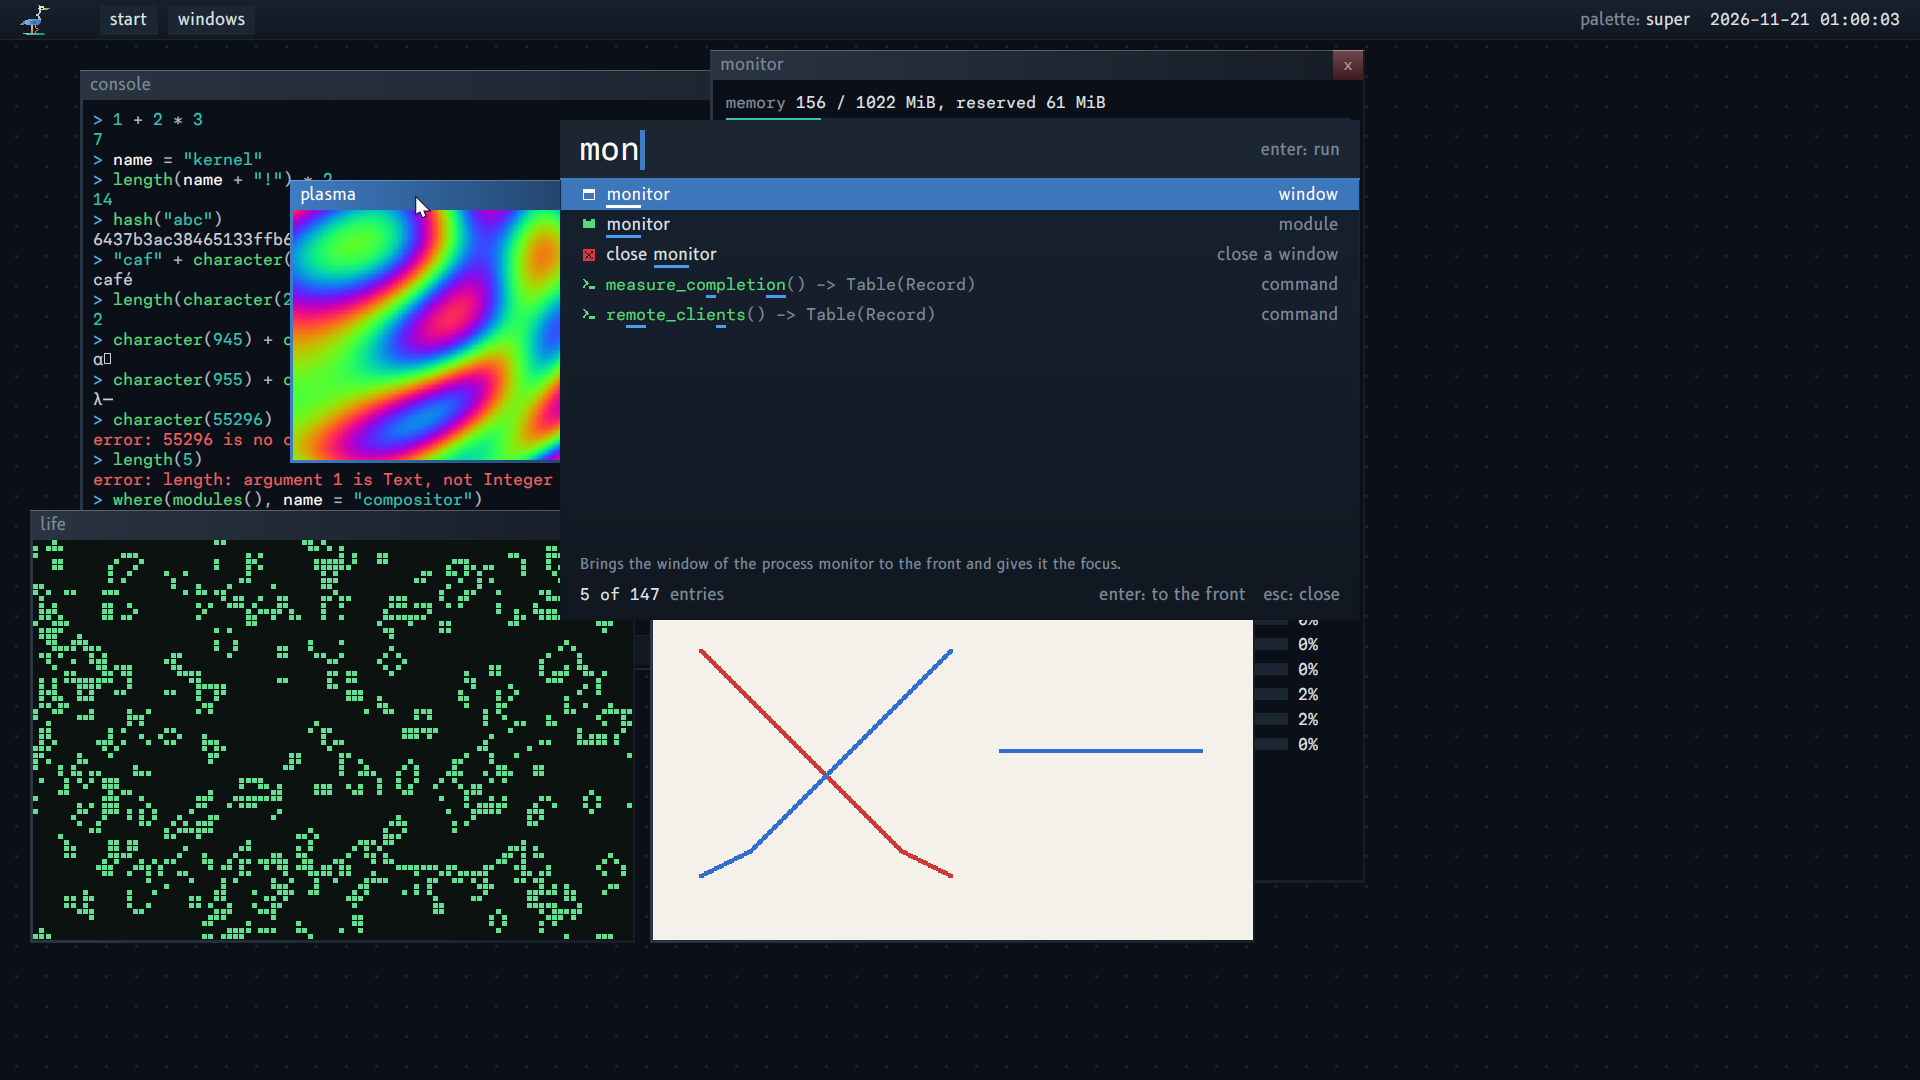 start windows palette: super 2026-11-21 01:00:03
monitor x
memory 156 / 1022 MiB, reserved 61 MiB
console
> 1 + 2 * 3
7
> name = "kernel"
> length(name + "!") * 2
14
> hash("abc")
6437b3ac38465133ffb6
> "caf" + character(
café
> length(character(2
2
> character(945) + c
α▯
> character(955) + c
λ—
> character(55296)
error: 55296 is no c
> length(5)
error: length: argument 1 is Text, not Integer
> where(modules(), name = "compositor")
plasma
mon enter: run
monitor window
monitor module
close monitor close a window
measure_completion() -> Table(Record) command
remote_clients() -> Table(Record) command
Brings the window of the process monitor to the front and gives it the focus.
5 of 147 entries enter: to the front esc: close
life
0%
0%
0%
2%
2%
0%